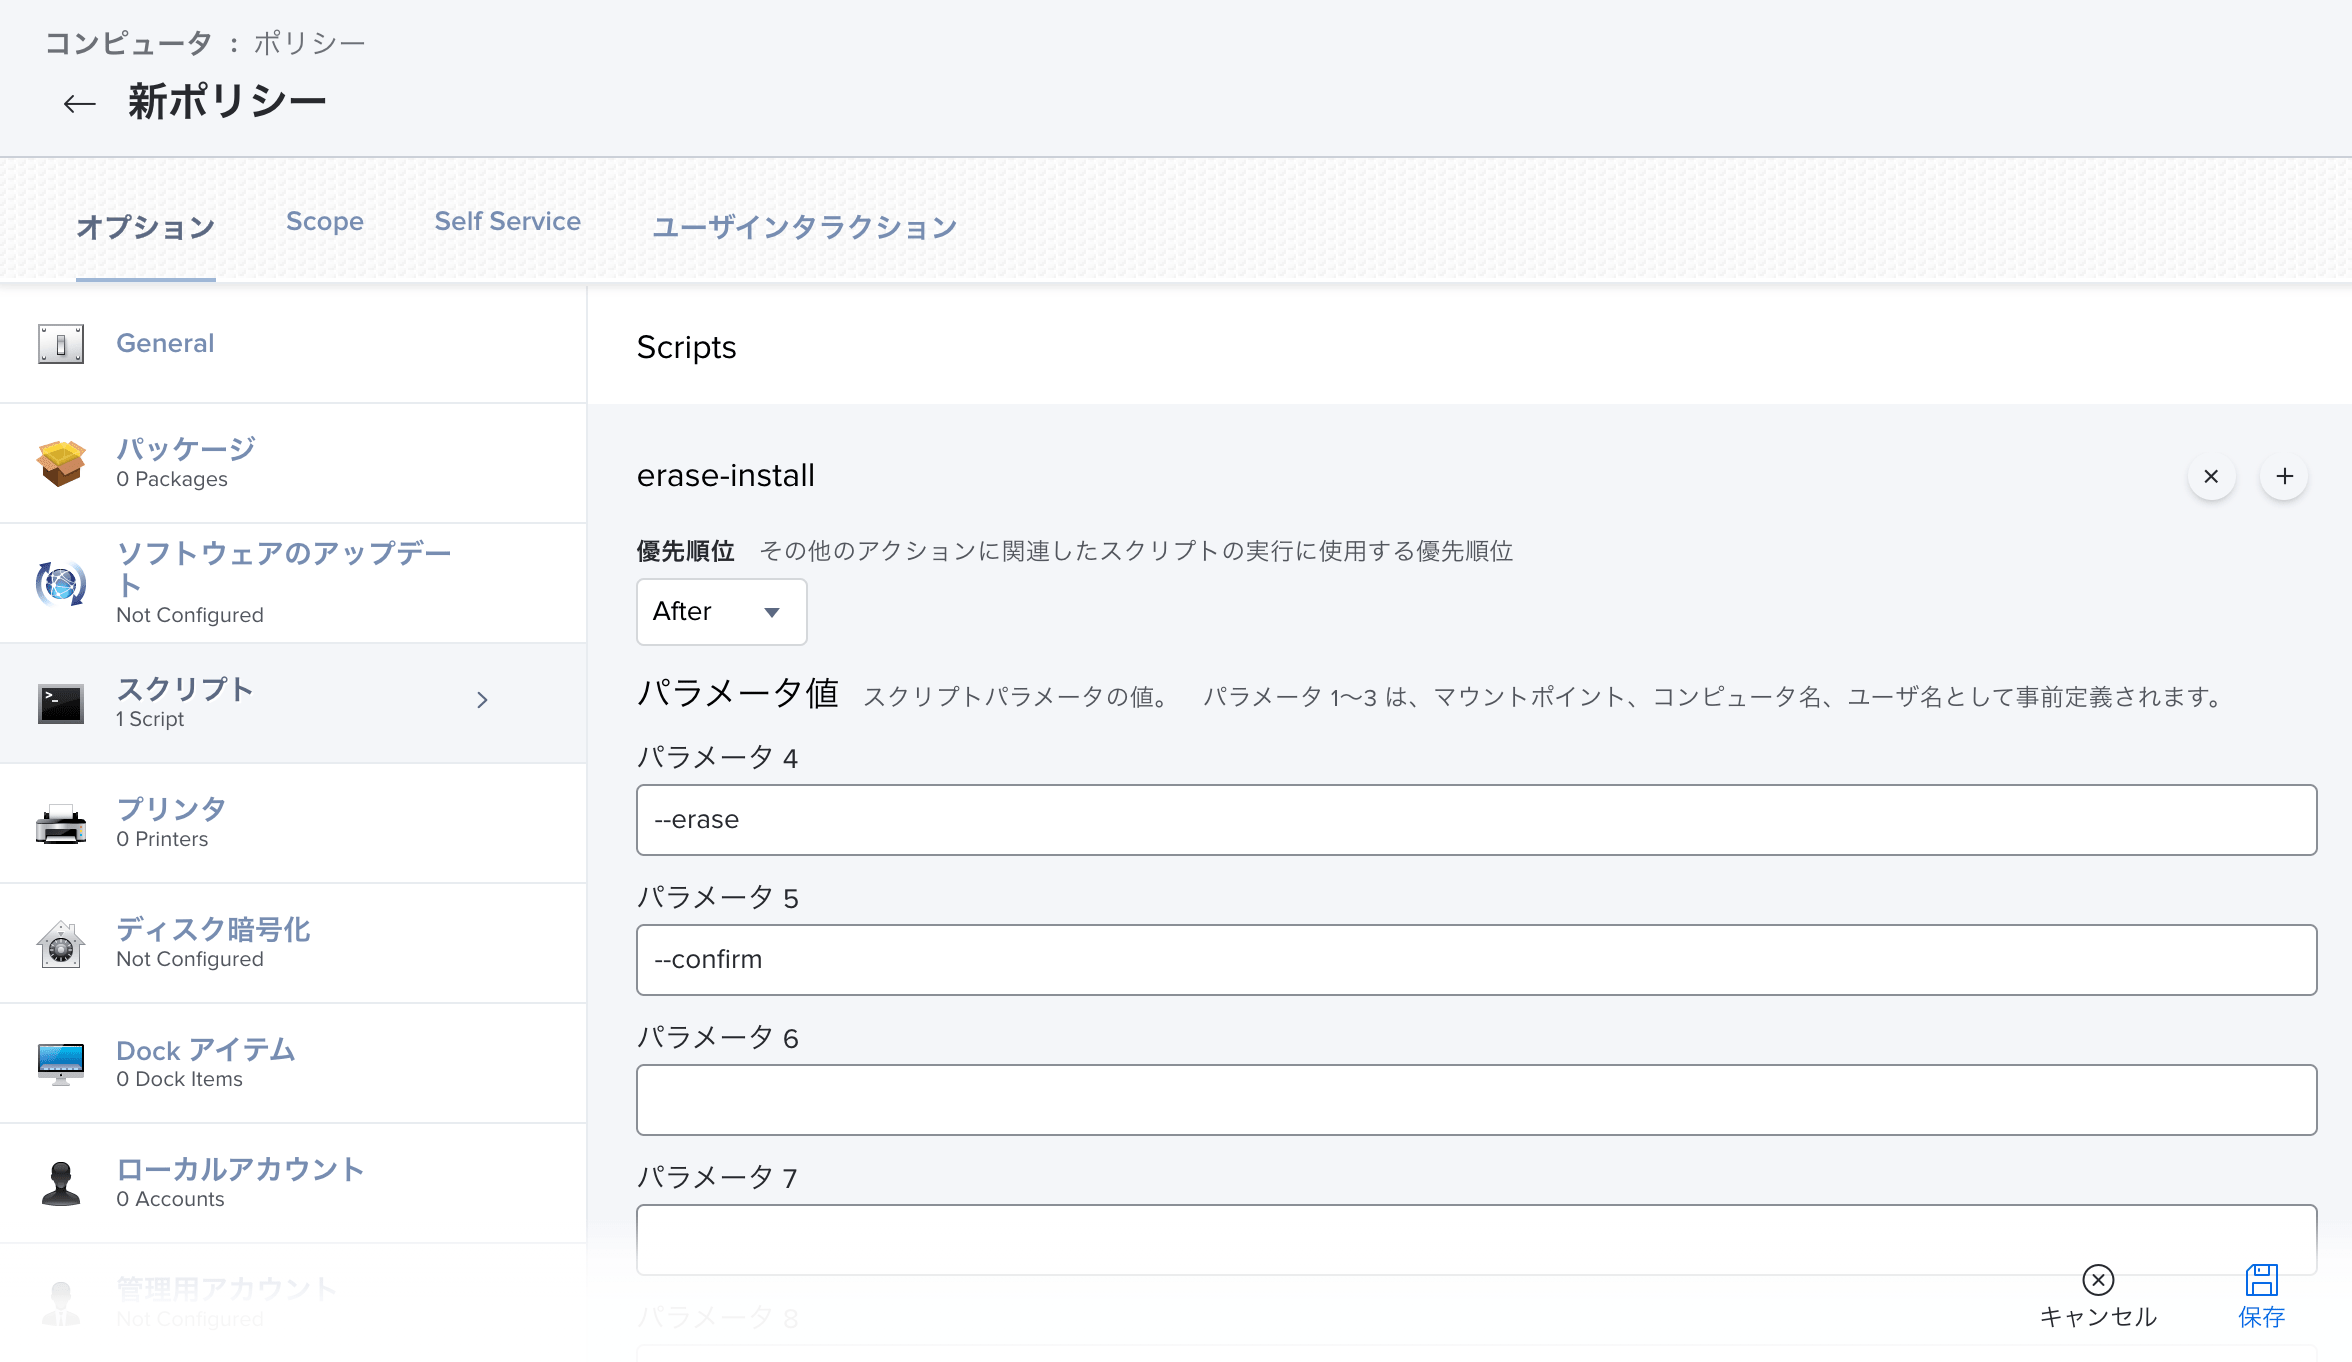 コンピュータ : ポリシー
← 新ポリシー
オプション Scope Self Service ユーザインタラクション
General
パッケージ
0 Packages
ソフトウェアのアップデー
ト
Not Configured
スクリプト
1 Script
プリンタ
0 Printers
ディスク暗号化
Not Configured
Dock アイテム
0 Dock Items
ローカルアカウント
0 Accounts
管理用アカウント
Not Configured
Scripts
erase-install
優先順位 その他のアクションに関連したスクリプトの実行に使用する優先順位
After
パラメータ値 スクリプトパラメータの値。 パラメータ 1〜3 は、マウントポイント、コンピュータ名、ユーザ名として事前定義されます。
パラメータ 4
--erase
パラメータ 5
--confirm
パラメータ 6
パラメータ 7
パラメータ 8
キャンセル 保存